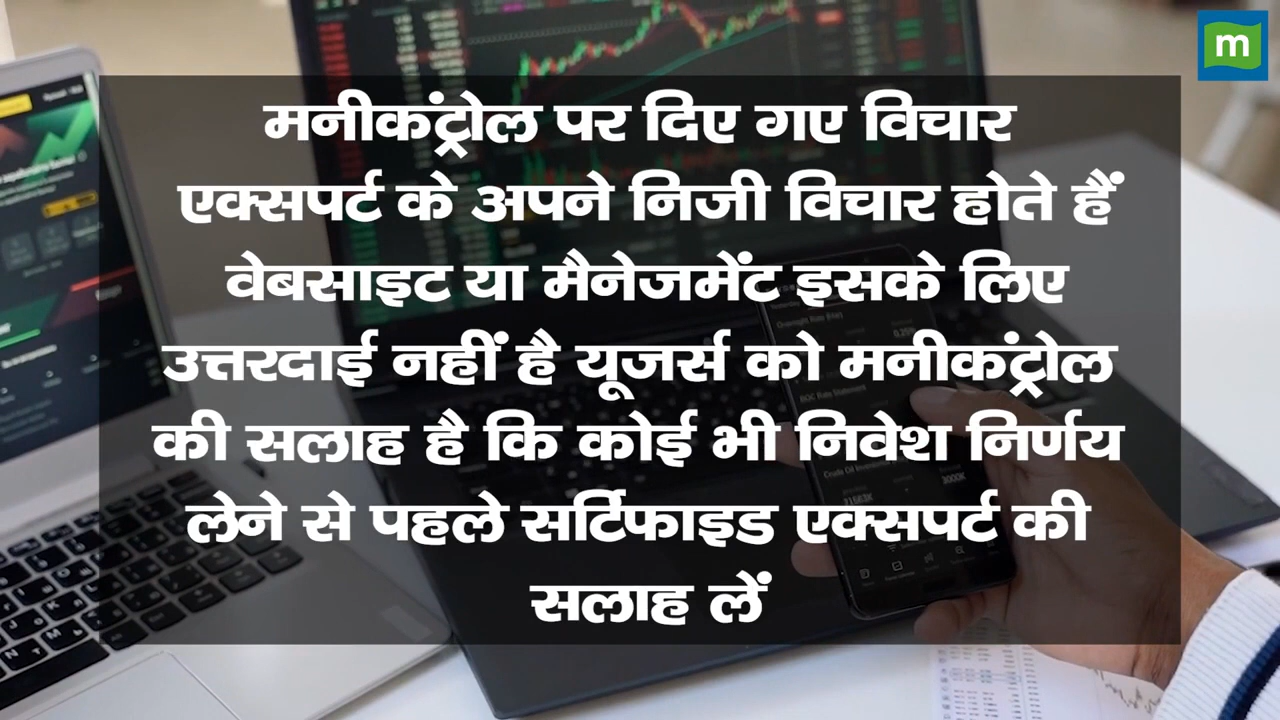 m
मनीकंट्रोल पर दिए गए विचार
एक्सपर्ट के अपने निजी विचार होते हैं
वेबसाइट या मैनेजमेंट इसके लिए
उत्तरदाई नहीं है यूजर्स को मनीकंट्रोल
की सलाह है कि कोई भी निवेश निर्णय
लेने से पहले सर्टिफाइड एक्सपर्ट की
सलाह लें